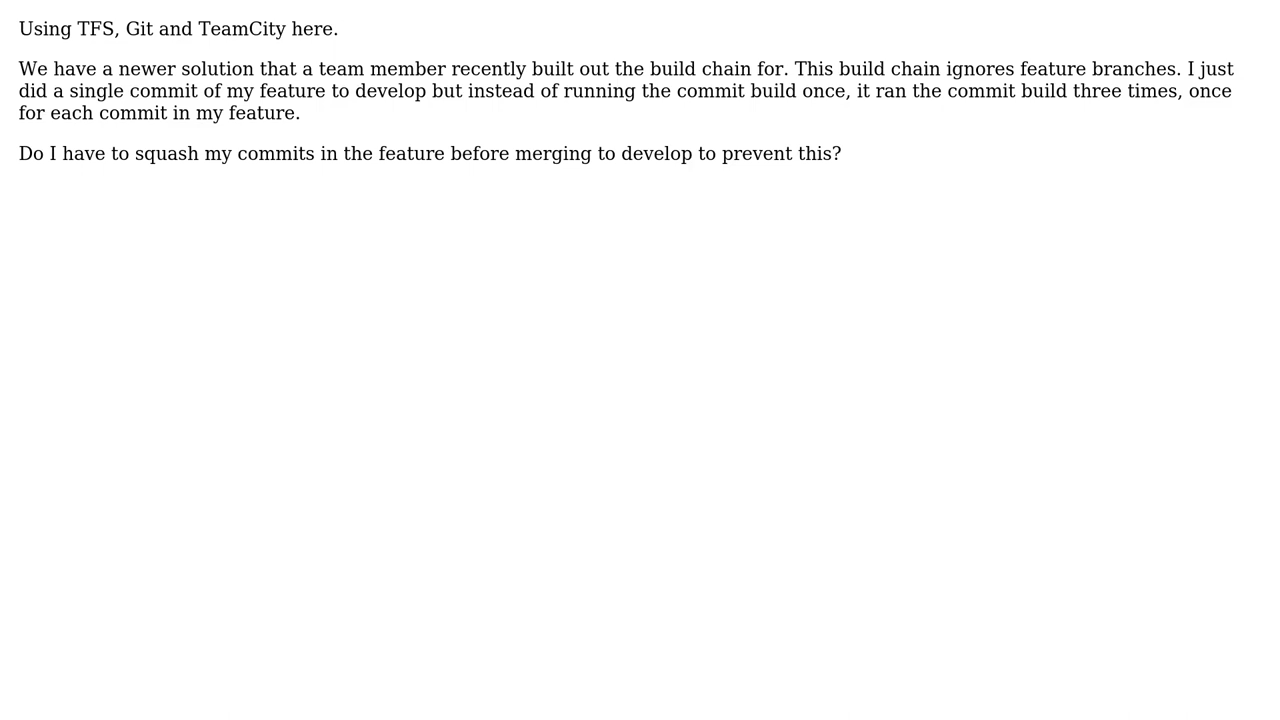 Using TFS, Git and TeamCity here.
We have a newer solution that a team member recently built out the build chain for. This build chain ignores feature branches. I just
did a single commit of my feature to develop but instead of running the commit build once, it ran the commit build three times, once
for each commit in my feature.
Do I have to squash my commits in the feature before merging to develop to prevent this?